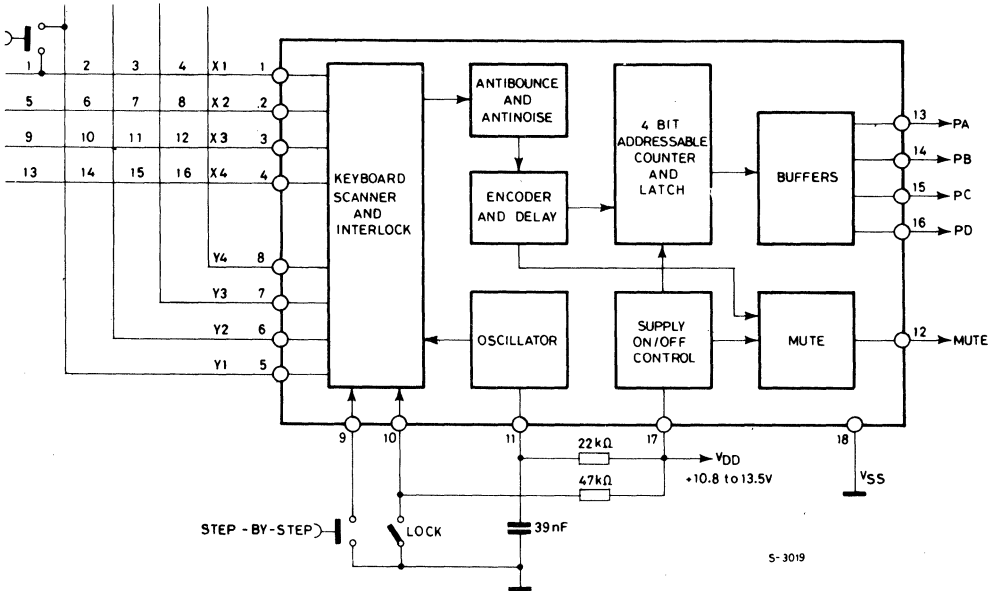 1 2 3 4 X1 1
5 6 7 8 X2 2
9 10 11 12 X3 3
13 14 15 16 X4 4
Y4 8
Y3 7
Y2 6
Y1 5
KEYBOARD
SCANNER
AND
INTERLOCK
ANTIBOUNCE
AND
ANTINOISE
ENCODER
AND DELAY
4 BIT
ADDRESSABLE
COUNTER
AND
LATCH
BUFFERS
13 PA
14 PB
15 PC
16 PD
OSCILLATOR
SUPPLY
ON/OFF
CONTROL
MUTE
12 MUTE
9 10 11 17 18
22kΩ
VDD
+10.8 to 13.5V
47kΩ
VSS
STEP-BY-STEP
LOCK
39nF
S-3019